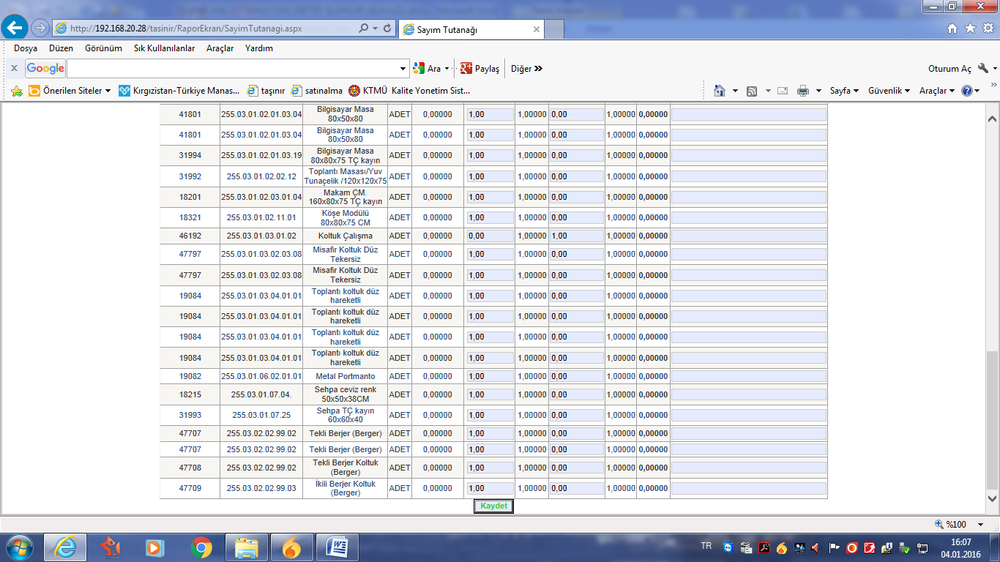 http://192.168.20.28/tasinir/RaporEkran/SayimTutanagi.aspx
Sayım Tutanağı
Dosya Düzen Görünüm Sık Kullanılanlar Araçlar Yardım
x Google Ara Paylaş Diğer »» Oturum Aç
Önerilen Siteler Kırgızistan-Türkiye Manas... taşınır satınalma KTMÜ Kalite Yonetim Sist... Sayfa Güvenlik Araçlar
41801 255.03.01.02.01.03.04 Bilgisayar Masa 80x50x80 ADET 0,00000 1,00 1,00000 0,00 1,00000 0,00000
41801 255.03.01.02.01.03.04 Bilgisayar Masa 80x50x80 ADET 0,00000 1,00 1,00000 0,00 1,00000 0,00000
31994 255.03.01.02.01.03.19 Bilgisayar Masa 80x80x75 TÇ kayın ADET 0,00000 1,00 1,00000 0,00 1,00000 0,00000
31992 255.03.01.02.02.12 Toplantı Masası/Yuv Tunaçelik /120x120x75 ADET 0,00000 1,00 1,00000 0,00 1,00000 0,00000
18201 255.03.01.02.03.01.04 Makam ÇM. 160x80x75 TÇ kayın ADET 0,00000 1,00 1,00000 0,00 1,00000 0,00000
18321 255.03.01.02.11.01 Köşe Modülü 80x80x75 CM ADET 0,00000 1,00 1,00000 0,00 1,00000 0,00000
46192 255.03.01.03.01.02 Koltuk Çalışma ADET 0,00000 0,00 1,00000 1,00 1,00000 0,00000
47797 255.03.01.03.02.03.08 Misafir Koltuk Düz Tekersiz ADET 0,00000 1,00 1,00000 0,00 1,00000 0,00000
47797 255.03.01.03.02.03.08 Misafir Koltuk Düz Tekersiz ADET 0,00000 1,00 1,00000 0,00 1,00000 0,00000
19084 255.03.01.03.04.01.01 Toplantı koltuk düz hareketli ADET 0,00000 1,00 1,00000 0,00 1,00000 0,00000
19084 255.03.01.03.04.01.01 Toplantı koltuk düz hareketli ADET 0,00000 1,00 1,00000 0,00 1,00000 0,00000
19084 255.03.01.03.04.01.01 Toplantı koltuk düz hareketli ADET 0,00000 1,00 1,00000 0,00 1,00000 0,00000
19084 255.03.01.03.04.01.01 Toplantı koltuk düz hareketli ADET 0,00000 1,00 1,00000 0,00 1,00000 0,00000
19082 255.03.01.06.02.01.01 Metal Portmanto ADET 0,00000 1,00 1,00000 0,00 1,00000 0,00000
18215 255.03.01.07.04. Sehpa ceviz renk 50x50x38CM ADET 0,00000 1,00 1,00000 0,00 1,00000 0,00000
31993 255.03.01.07.25 Sehpa TÇ kayın 60x60x40 ADET 0,00000 1,00 1,00000 0,00 1,00000 0,00000
47707 255.03.02.02.99.02 Tekli Berjer (Berger) ADET 0,00000 1,00 1,00000 0,00 1,00000 0,00000
47707 255.03.02.02.99.02 Tekli Berjer (Berger) ADET 0,00000 1,00 1,00000 0,00 1,00000 0,00000
47708 255.03.02.02.99.02 Tekli Berjer Koltuk (Berger) ADET 0,00000 1,00 1,00000 0,00 1,00000 0,00000
47709 255.03.02.02.99.03 İkili Berjer Koltuk (Berger) ADET 0,00000 1,00 1,00000 0,00 1,00000 0,00000
Kaydet
%100
TR 16:07
04.01.2016